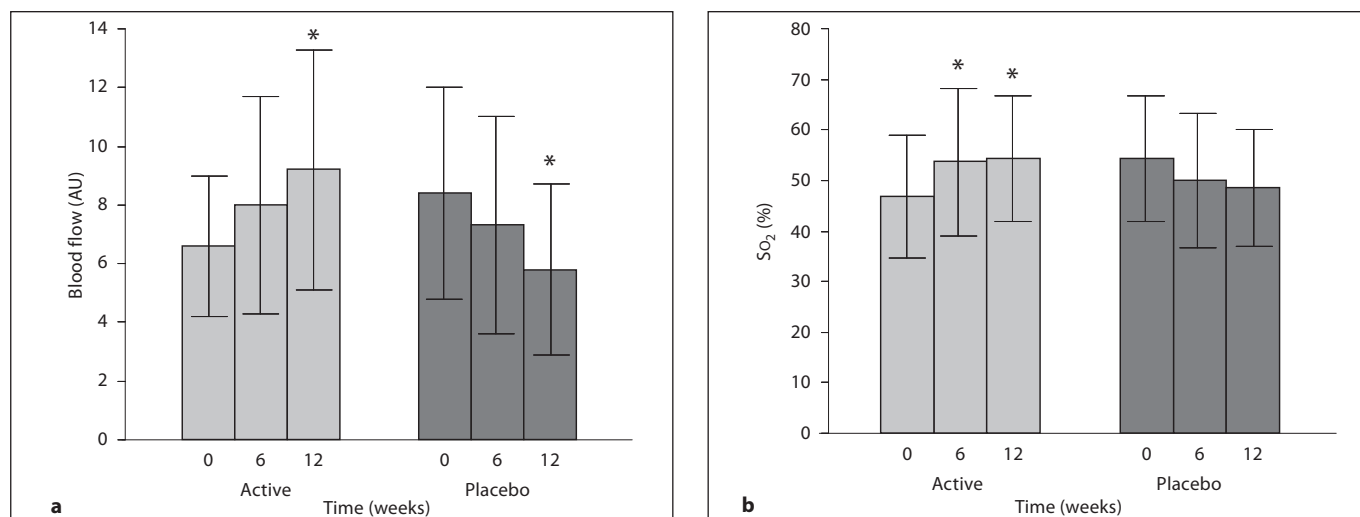 14
12
10
8
6
4
2
0
Blood flow (AU)
*
*
0 6 12 0 6 12
Active Placebo
Time (weeks)
a
80
70
60
50
40
30
20
10
0
So₂ (%)
* *
0 6 12 0 6 12
Active Placebo
Time (weeks)
b